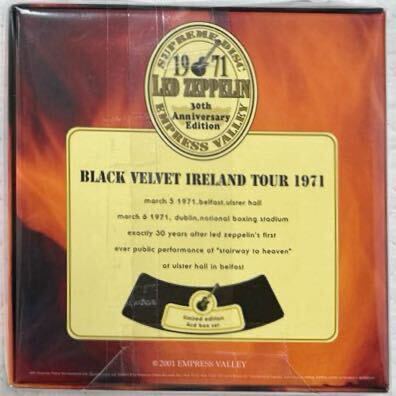 SUPREME DISC
1971
LED ZEPPELIN
30th
Anniversary
Edition
EMPRESS VALLEY
BLACK VELVET IRELAND TOUR 1971
march 5 1971.belfast.ulster hall
march 6 1971, dublin.national boxing stadium
exactly 30 years after led zeppelin's first
ever public performance of "stairway to heaven"
at ulster hall in belfast
limited edition
4cd box set
© 2001 EMPRESS VALLEY